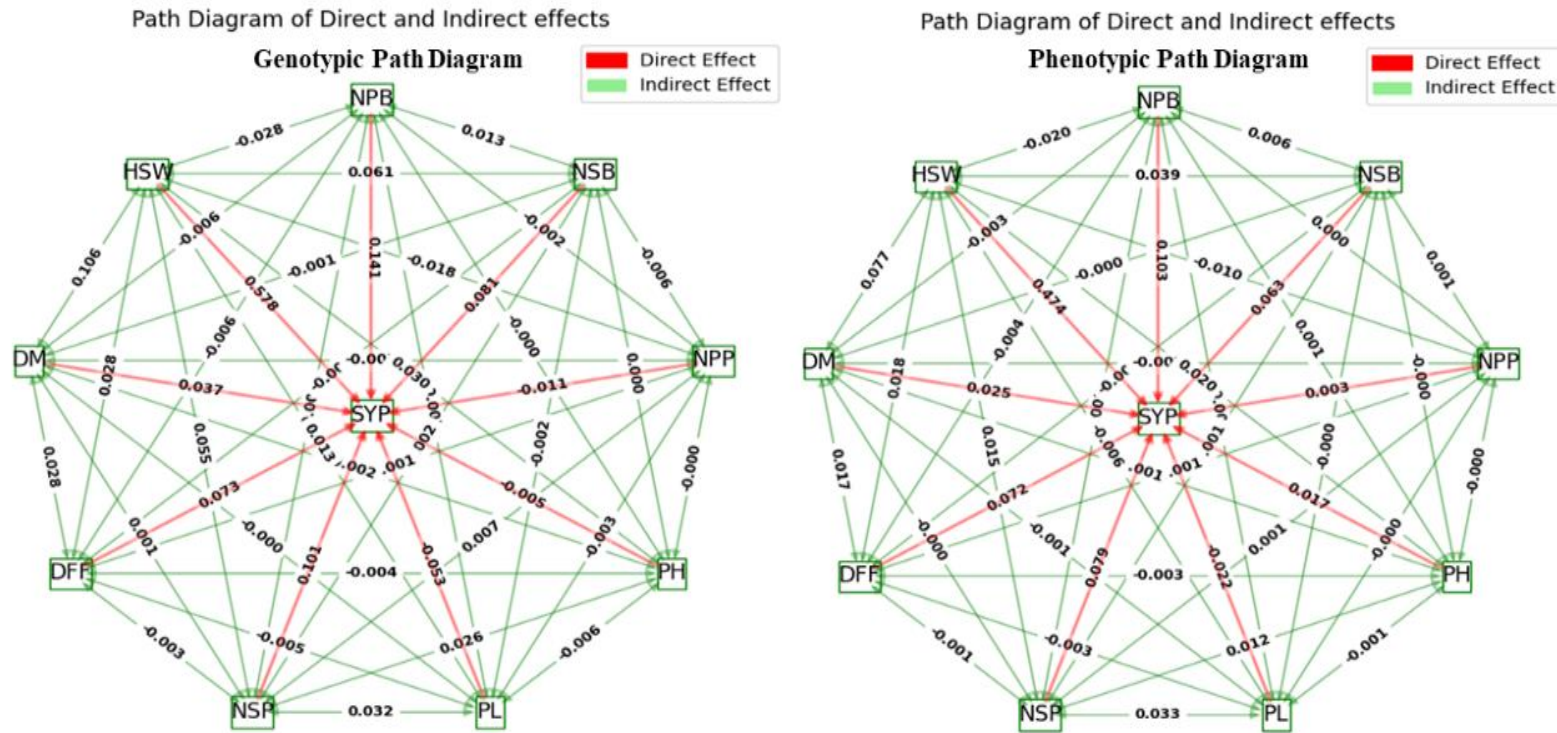 Path Diagram of Direct and Indirect effects
Genotypic Path Diagram
Direct Effect
Indirect Effect
NPB
-0.028
0.013
HSW
0.061
NSB
-0.006
-0.002
0.106
-0.001
0.141
-0.018
-0.006
0.578
0.081
-0.006
-0.000
DM
0.028
0.030
0.000
NPP
0.037
-0.011
SYP
0.055
0.013
-0.002
0.028
-0.000
0.073
-0.005
0.001
-0.000
0.007
-0.003
DFF
0.101
-0.004
-0.053
PH
-0.003
-0.005
0.026
-0.006
NSP
0.032
PL
Path Diagram of Direct and Indirect effects
Phenotypic Path Diagram
Direct Effect
Indirect Effect
NPB
-0.020
0.006
HSW
0.039
NSB
-0.003
0.000
0.077
-0.000
0.103
-0.010
0.001
0.474
0.063
-0.004
0.001
DM
0.018
0.020
-0.000
NPP
0.025
0.003
SYP
0.015
-0.006
-0.000
0.017
-0.000
0.072
0.017
-0.000
-0.001
0.001
-0.000
DFF
0.079
-0.003
-0.022
PH
-0.001
-0.003
0.012
-0.001
NSP
0.033
PL